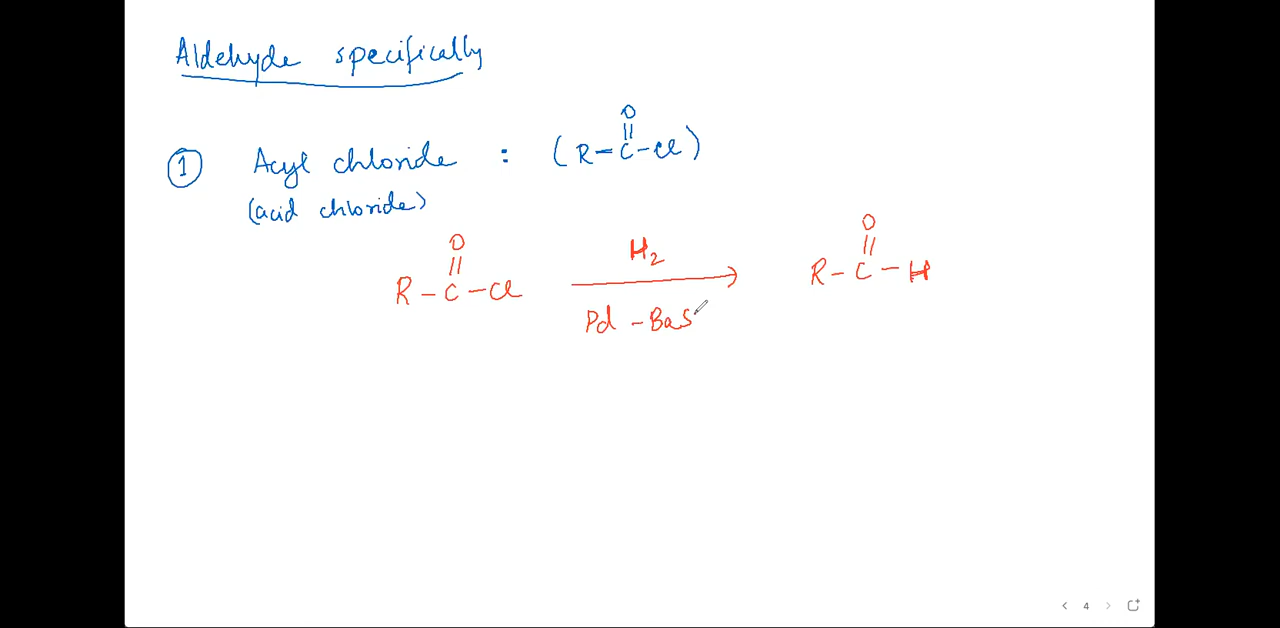 Aldehyde specifically
① Acyl chloride : (R-C-Cl)
O
||
(acid chloride)
O
||
R-C-Cl
H₂
Pd-BaS
O
||
R-C-H
4